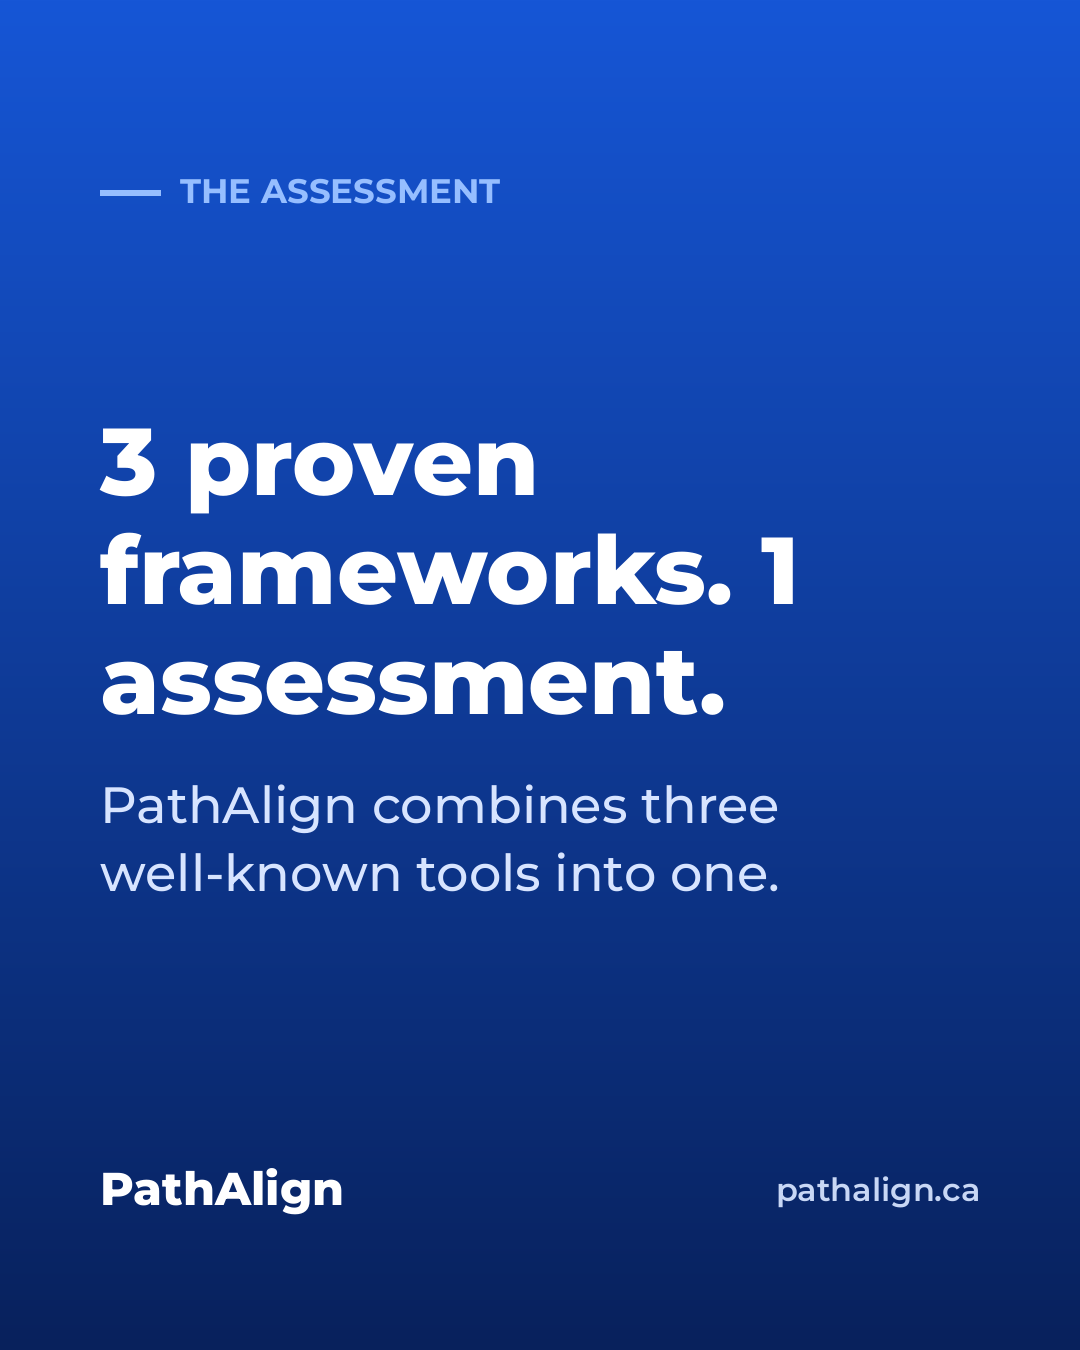 THE ASSESSMENT
3 proven
frameworks. 1
assessment.
PathAlign combines three
well-known tools into one.
PathAlign
pathalign.ca